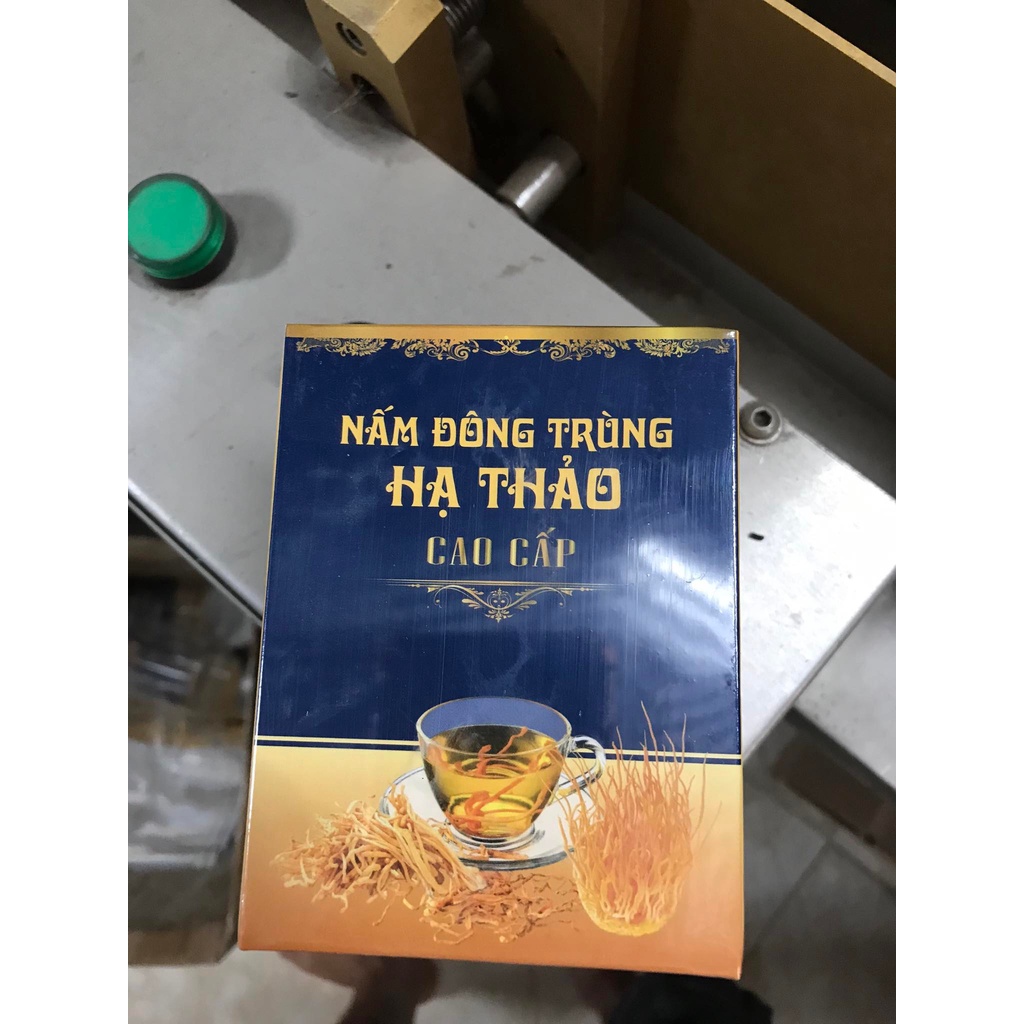 NẤM ĐÔNG TRÙNG
HẠ THẢO
CAO CẤP